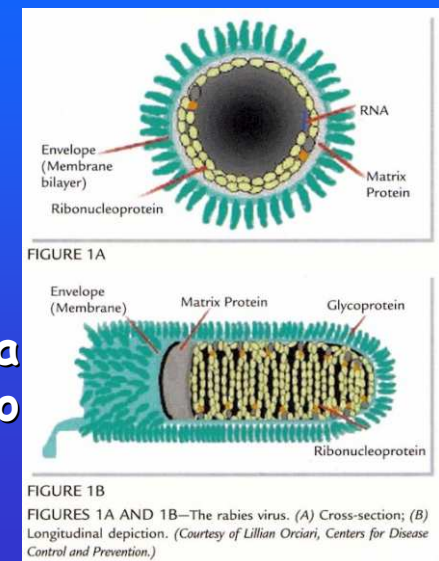 RNA
Envelope
(Membrane
bilayer)
Matrix
Protein
Ribonucleoprotein
FIGURE 1A
Envelope
(Membrane)
Matrix Protein
Glycoprotein
a
o
Ribonucleoprotein
FIGURE 1B
FIGURES 1A AND 1B—The rabies virus. (A) Cross-section; (B)
Longitudinal depiction. (Courtesy of Lillian Orciari, Centers for Disease
Control and Prevention.)